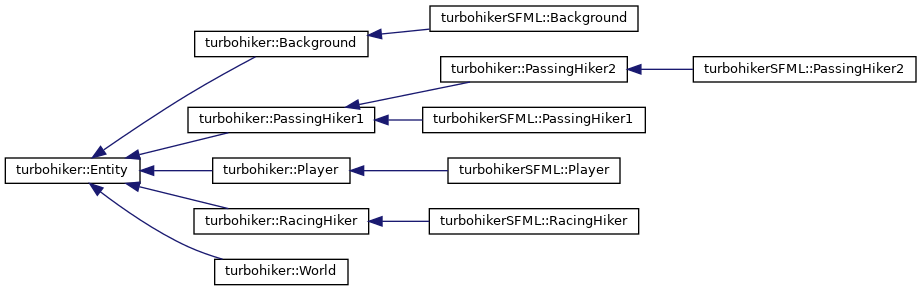 turbohikerSFML::Background
turbohiker::Background
turbohiker::PassingHiker2
turbohikerSFML::PassingHiker2
turbohiker::PassingHiker1
turbohikerSFML::PassingHiker1
turbohiker::Entity
turbohiker::Player
turbohikerSFML::Player
turbohiker::RacingHiker
turbohikerSFML::RacingHiker
turbohiker::World